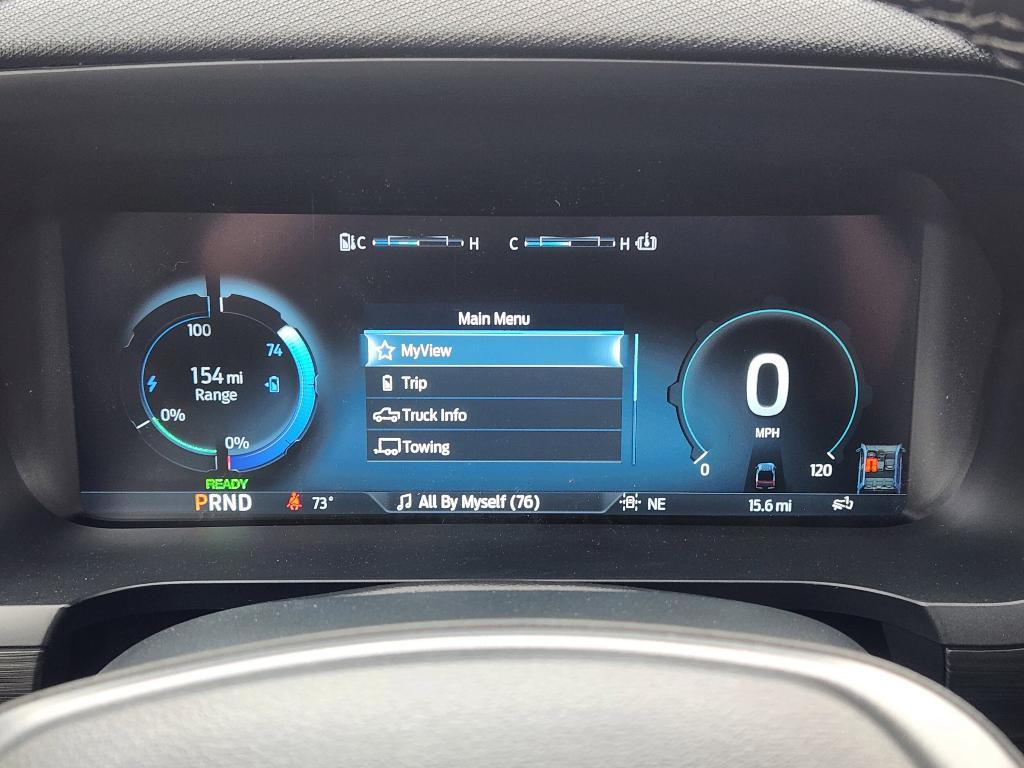 C H C H
Main Menu
MyView
Trip
Truck Info
Towing
100
74
154 mi
Range
0%
0%
0
MPH
0 120
READY
PRND 73° All By Myself (76) NE 15.6 mi